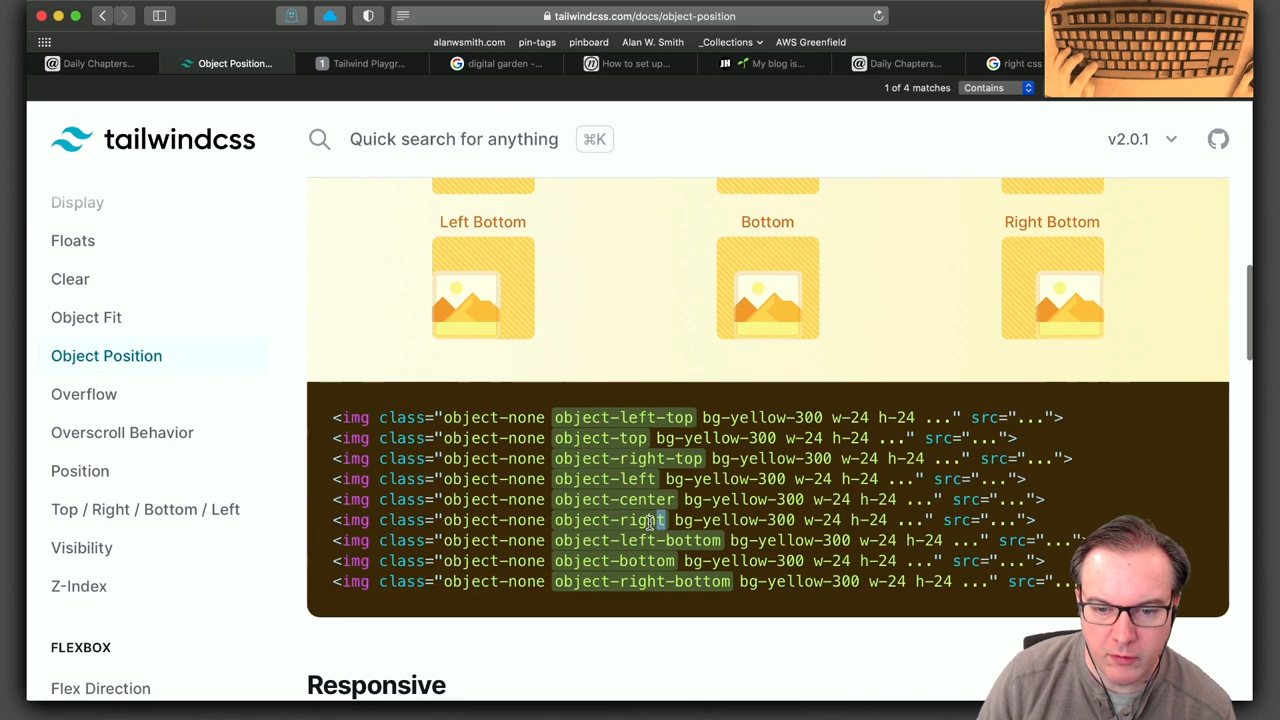 tailwindcss.com/docs/object-position
alanwsmith.com pin-tags pinboard Alan W. Smith _Collections AWS Greenfield
Daily Chapters... Object Position... 1 Tailwind Playgr... digital garden -... How to set up... JH My blog is... Daily Chapters... right css
1 of 4 matches Contains
tailwindcss
Quick search for anything ⌘K
v2.0.1
Display
Floats
Clear
Object Fit
Object Position
Overflow
Overscroll Behavior
Position
Top / Right / Bottom / Left
Visibility
Z-Index
FLEXBOX
Flex Direction
Left Bottom Bottom Right Bottom
<img class="object-none object-left-top bg-yellow-300 w-24 h-24 ..." src="...">
<img class="object-none object-top bg-yellow-300 w-24 h-24 ..." src="...">
<img class="object-none object-right-top bg-yellow-300 w-24 h-24 ..." src="...">
<img class="object-none object-left bg-yellow-300 w-24 h-24 ..." src="...">
<img class="object-none object-center bg-yellow-300 w-24 h-24 ..." src="...">
<img class="object-none object-right bg-yellow-300 w-24 h-24 ..." src="...">
<img class="object-none object-left-bottom bg-yellow-300 w-24 h-24 ..." src="...">
<img class="object-none object-bottom bg-yellow-300 w-24 h-24 ..." src="...">
<img class="object-none object-right-bottom bg-yellow-300 w-24 h-24 ..." src="...
Responsive